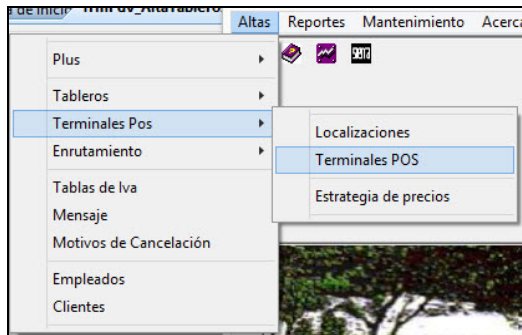 Altas Reportes Mantenimiento
Plus
Tableros
Terminales Pos
Enrutamiento
Tablas de Iva
Mensaje
Motivos de Cancelación
Empleados
Clientes
Localizaciones
Terminales POS
Estrategia de precios